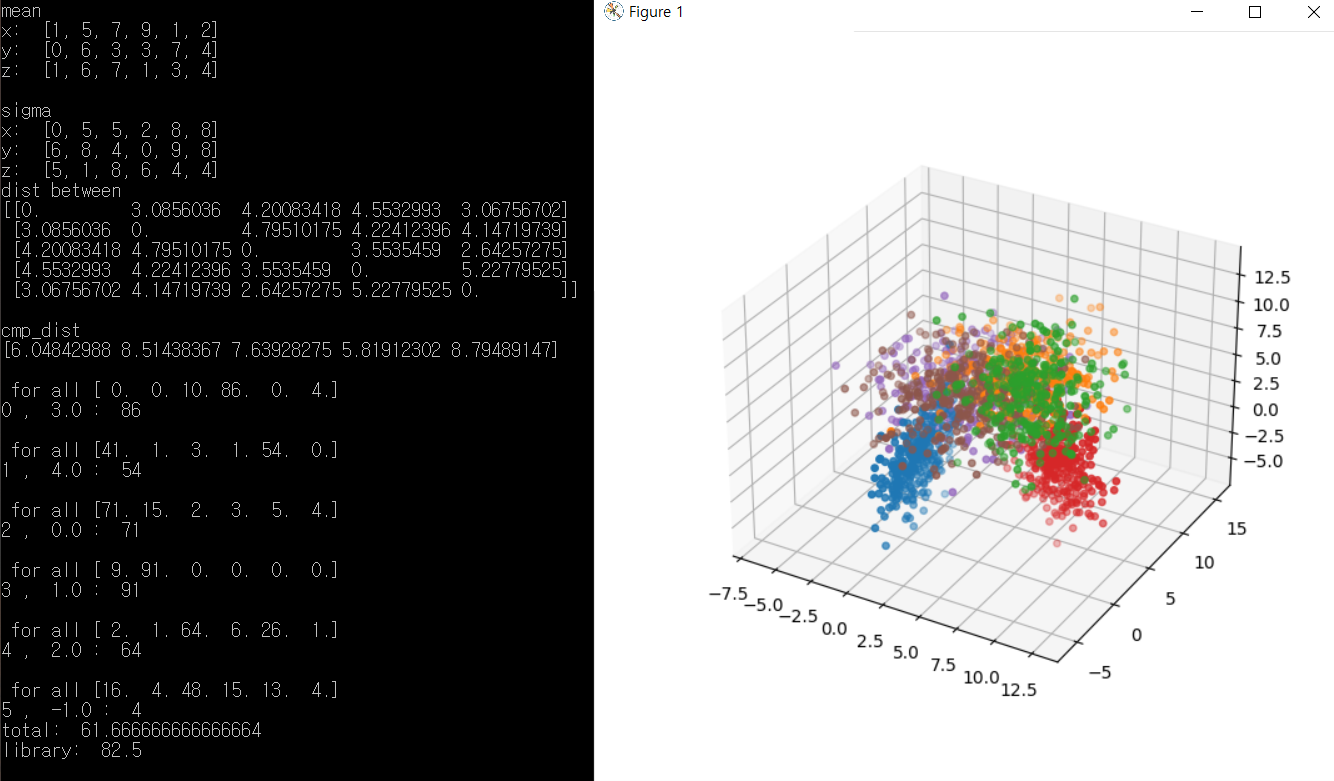 mean
x:  [1, 5, 7, 9, 1, 2]
y:  [0, 6, 3, 3, 7, 4]
z:  [1, 6, 7, 1, 3, 4]
sigma
x:  [0, 5, 5, 2, 8, 8]
y:  [6, 8, 4, 0, 9, 8]
z:  [5, 1, 8, 6, 4, 4]
dist between
[[0.         3.0856036  4.20083418 4.5532993  3.06756702]
 [3.0856036  0.         4.79510175 4.22412396 4.14719739]
 [4.20083418 4.79510175 0.         3.5535459  2.64257275]
 [4.5532993  4.22412396 3.5535459  0.         5.22779525]
 [3.06756702 4.14719739 2.64257275 5.22779525 0.        ]]
cmp_dist
[6.04842988 8.51438367 7.63928275 5.81912302 8.79489147]
 for all [ 0.  0. 10. 86.  0.  4.]
0 ,  3.0 :  86
 for all [41.  1.  3.  1. 54.  0.]
1 ,  4.0 :  54
 for all [71. 15.  2.  3.  5.  4.]
2 ,  0.0 :  71
 for all [ 9. 91.  0.  0.  0.  0.]
3 ,  1.0 :  91
 for all [ 2.  1. 64.  6. 26.  1.]
4 ,  2.0 :  64
 for all [16.  4. 48. 15. 13.  4.]
5 ,  -1.0 :  4
total:  61.666666666666664
library:  82.5
Figure 1
12.5
10.0
7.5
5.0
2.5
0.0
−2.5
−5.0
15
10
5
0
−5
−7.5
−5.0
−2.5
0.0
2.5
5.0
7.5
10.0
12.5